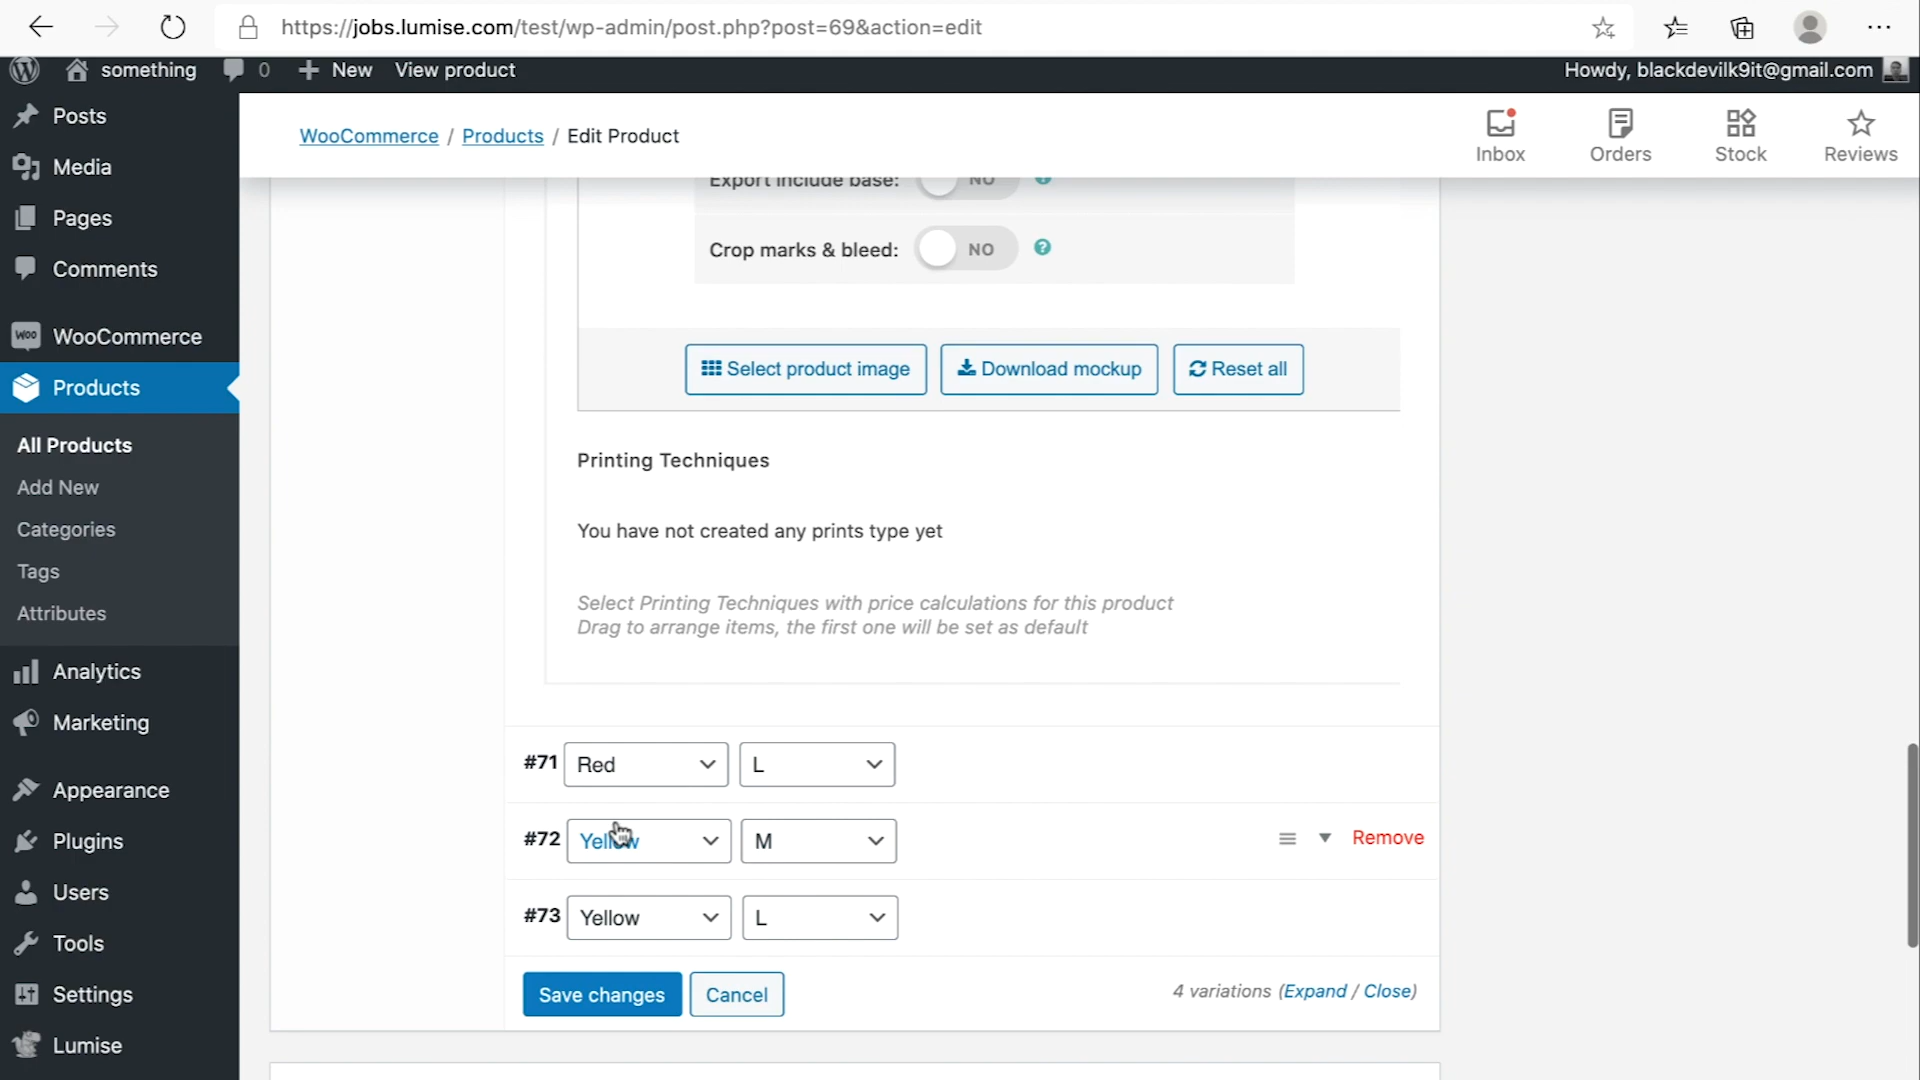 https://jobs.lumise.com/test/wp-admin/post.php?post=69&action=edit
something 0 New View product
Howdy, blackdevilk9it@gmail.com
Posts
Media
Pages
Comments
WooCommerce
Products
All Products
Add New
Categories
Tags
Attributes
Analytics
Marketing
Appearance
Plugins
Users
Tools
Settings
Lumise
WooCommerce / Products / Edit Product
Inbox
Orders
Stock
Reviews
Export include base: NO ?
Crop marks & bleed: NO ?
Select product image
Download mockup
Reset all
Printing Techniques
You have not created any prints type yet
Select Printing Techniques with price calculations for this product
Drag to arrange items, the first one will be set as default
#71 Red L
#72 Yellow M Remove
#73 Yellow L
Save changes Cancel 4 variations (Expand / Close)